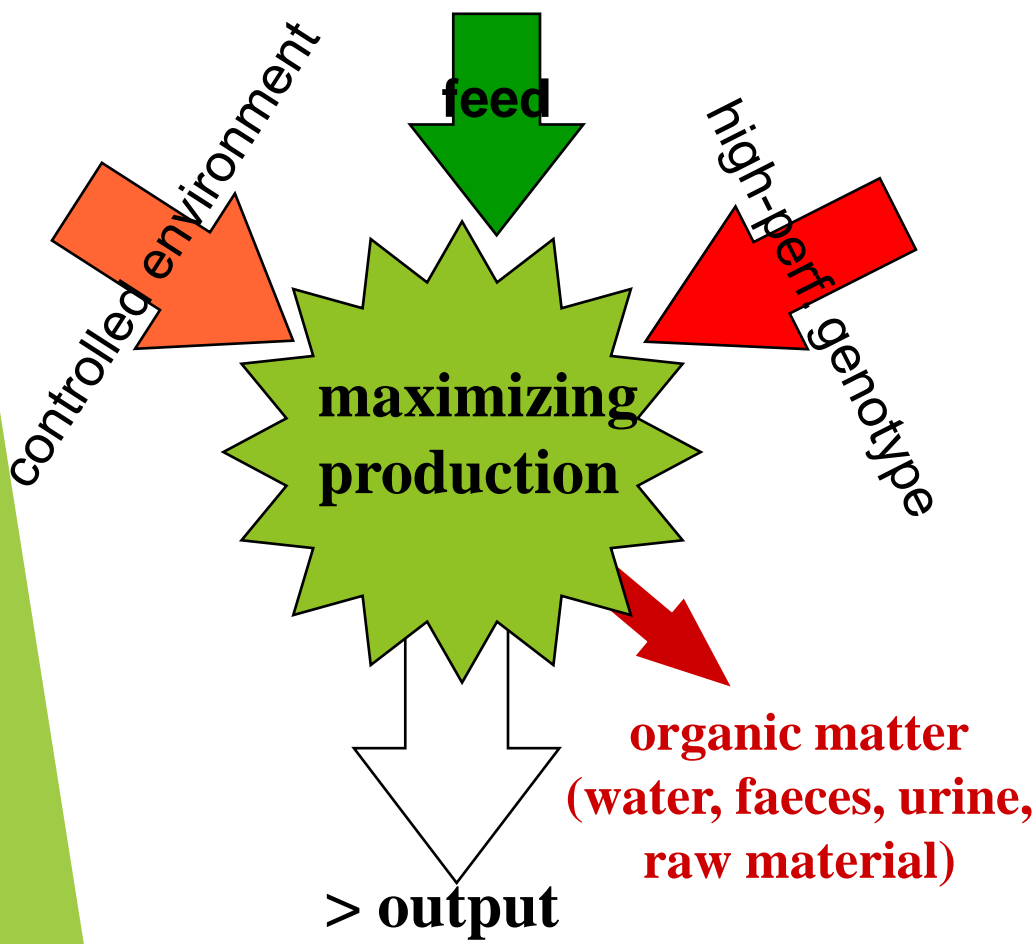 controlled environment
feed
high-perf. genotype
maximizing
production
organic matter
(water, faeces, urine,
raw material)
> output